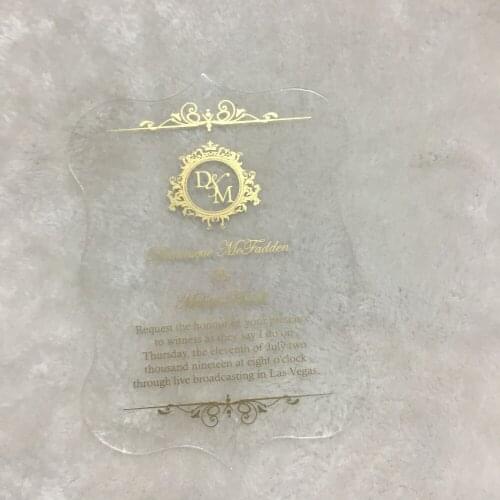 D&M
McFadden
&
Request the honour of your presence
to witness as they say I do on
Thursday, the eleventh of July two
thousand nineteen at eight o'clock
through live broadcasting in Las Vegas.